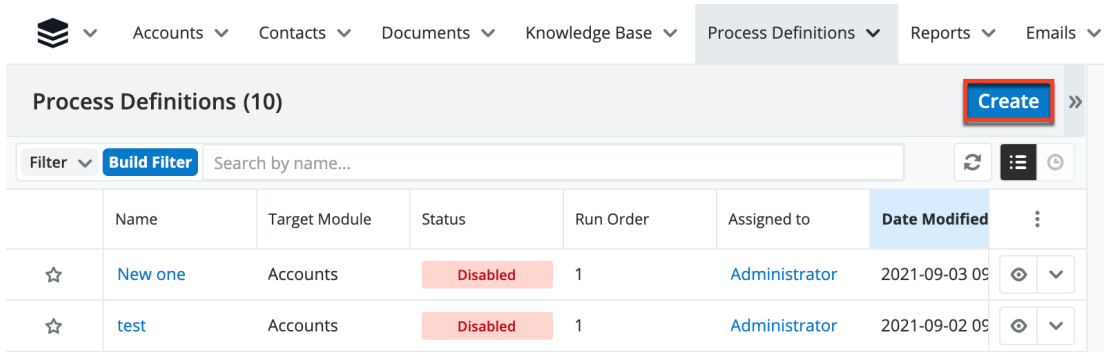 Accounts Contacts Documents Knowledge Base Process Definitions Reports Emails
Process Definitions (10) Create
Filter Build Filter Search by name...
Name Target Module Status Run Order Assigned to Date Modified
New one Accounts Disabled 1 Administrator 2021-09-03 09
test Accounts Disabled 1 Administrator 2021-09-02 09